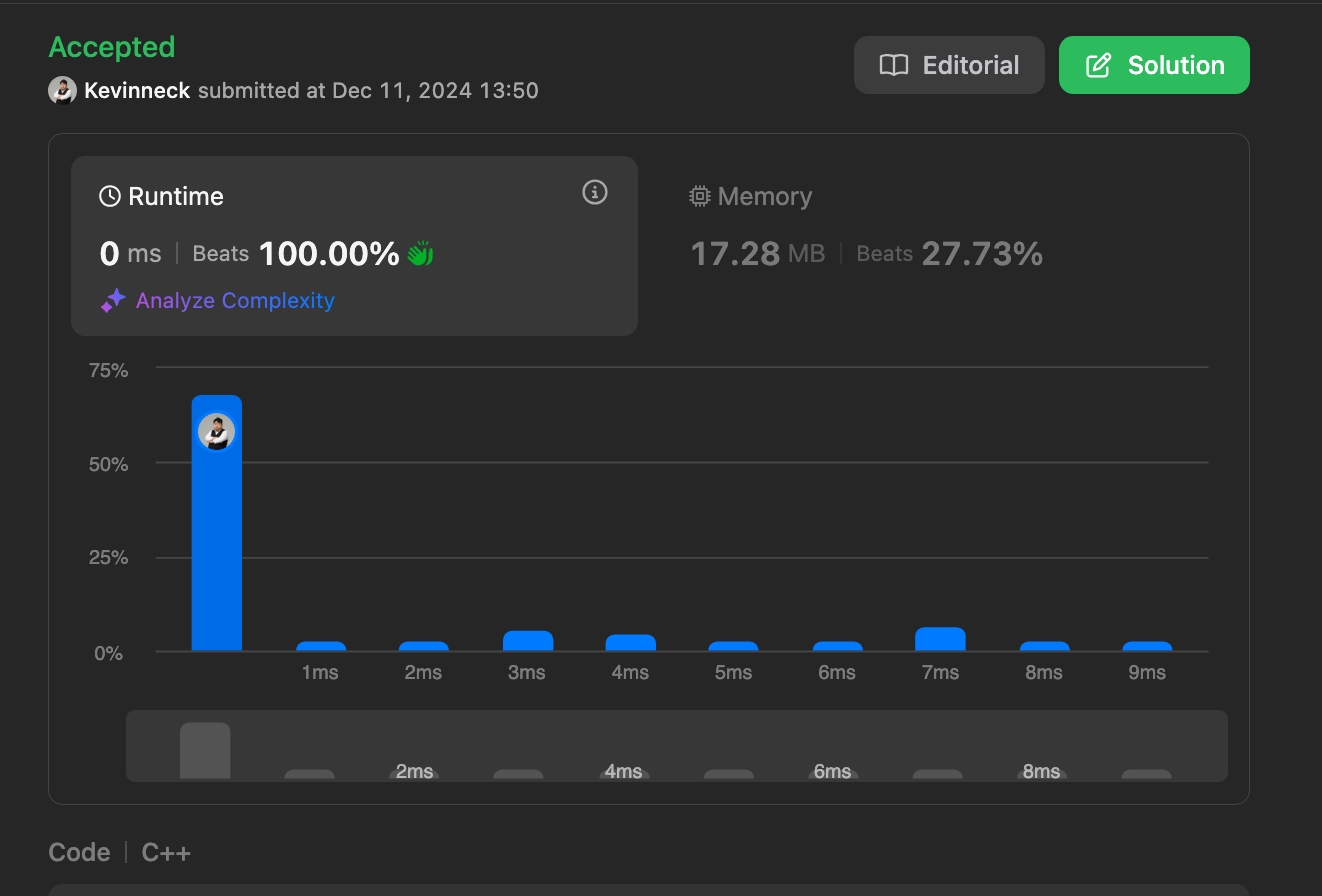 Accepted
Editorial
Solution
Kevinneck submitted at Dec 11, 2024 13:50
Runtime
Memory
0 ms | Beats 100.00%
17.28 MB | Beats 27.73%
Analyze Complexity
75%
50%
25%
0%
1ms 2ms 3ms 4ms 5ms 6ms 7ms 8ms 9ms
2ms 4ms 6ms 8ms
Code | C++